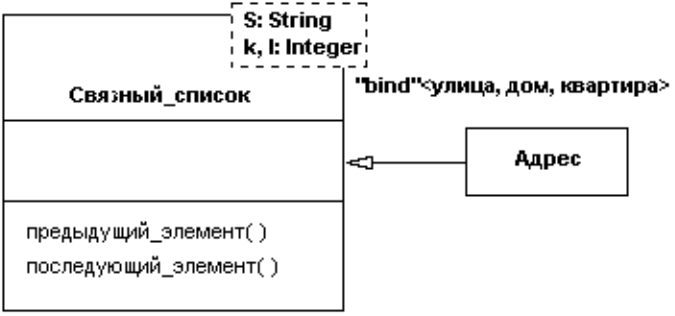 S: String
k, l: Integer
Связный_список
"bind"<улица, дом, квартира>
Адрес
предыдущий_элемент( )
последующий_элемент( )